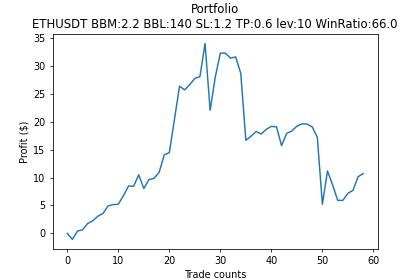 Portfolio
ETHUSDT BBM:2.2 BBL:140 SL:1.2 TP:0.6 lev:10 WinRatio:66.0
35
30
25
20
15
10
5
0
Profit ($)
0 10 20 30 40 50 60
Trade counts